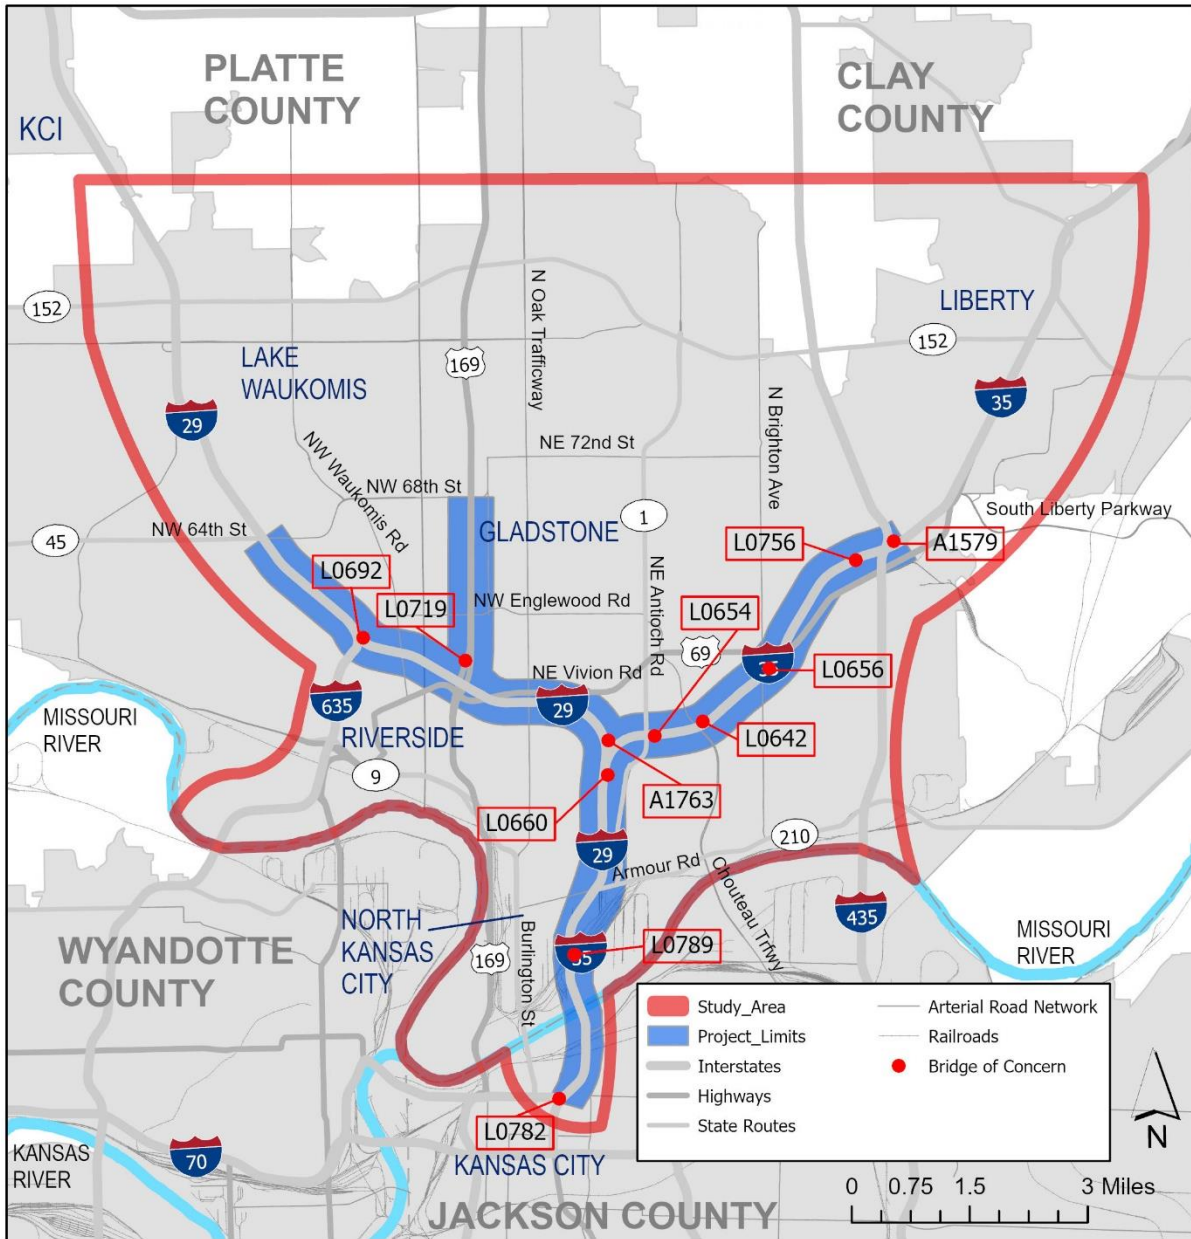 PLATTE
COUNTY
CLAY
COUNTY
KCI
152
LIBERTY
152
N Oak Trafficway
LAKE
WAUKOMIS
169
29
35
N Brighton Ave
NW Waukomis Rd
NE 72nd St
NW 68th St
GLADSTONE
1
South Liberty Parkway
NW 64th St
45
L0756
A1579
L0692
L0719
NW Englewood Rd
NE Antioch Rd
L0654
69
35
L0656
NE Vivion Rd
29
635
MISSOURI
RIVER
RIVERSIDE
L0642
9
A1763
L0660
29
210
Armour Rd
Chouteau Trfwy
NORTH
KANSAS
CITY
435
WYANDOTTE
COUNTY
169
Burlington St
35
L0789
MISSOURI
RIVER
Study_Area
Project_Limits
Interstates
Highways
State Routes
Arterial Road Network
Railroads
Bridge of Concern
N
L0782
KANSAS CITY
70
KANSAS
RIVER
0 0.75 1.5 3 Miles
JACKSON COUNTY